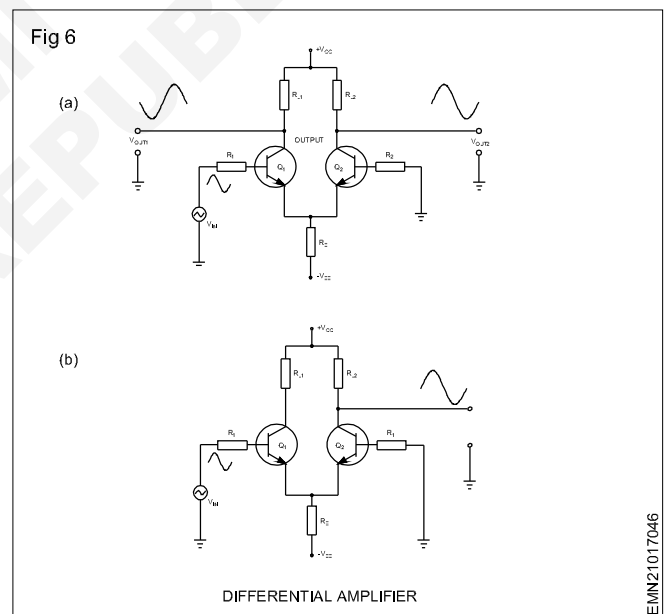 Fig 6
+VCC
(a)
RL1
RL2
VOUT1
OUTPUT
VOUT2
R1
Q1
Q2
R2
VIN
RE
-VEE
+VCC
(b)
RL1
RL2
R1
Q1
Q2
R1
VIN
RE
-VEE
DIFFERENTIAL AMPLIFIER
EMN21017046